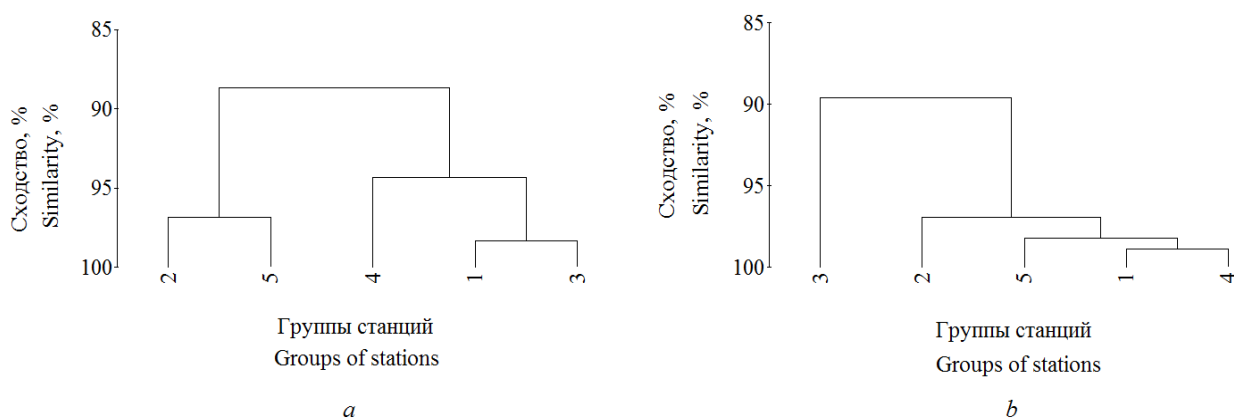 85
90
95
100
Сходство, %
Similarity, %
2
5
4
1
3
Группы станций
Groups of stations
a
85
90
95
100
Сходство, %
Similarity, %
3
2
5
1
4
Группы станций
Groups of stations
b